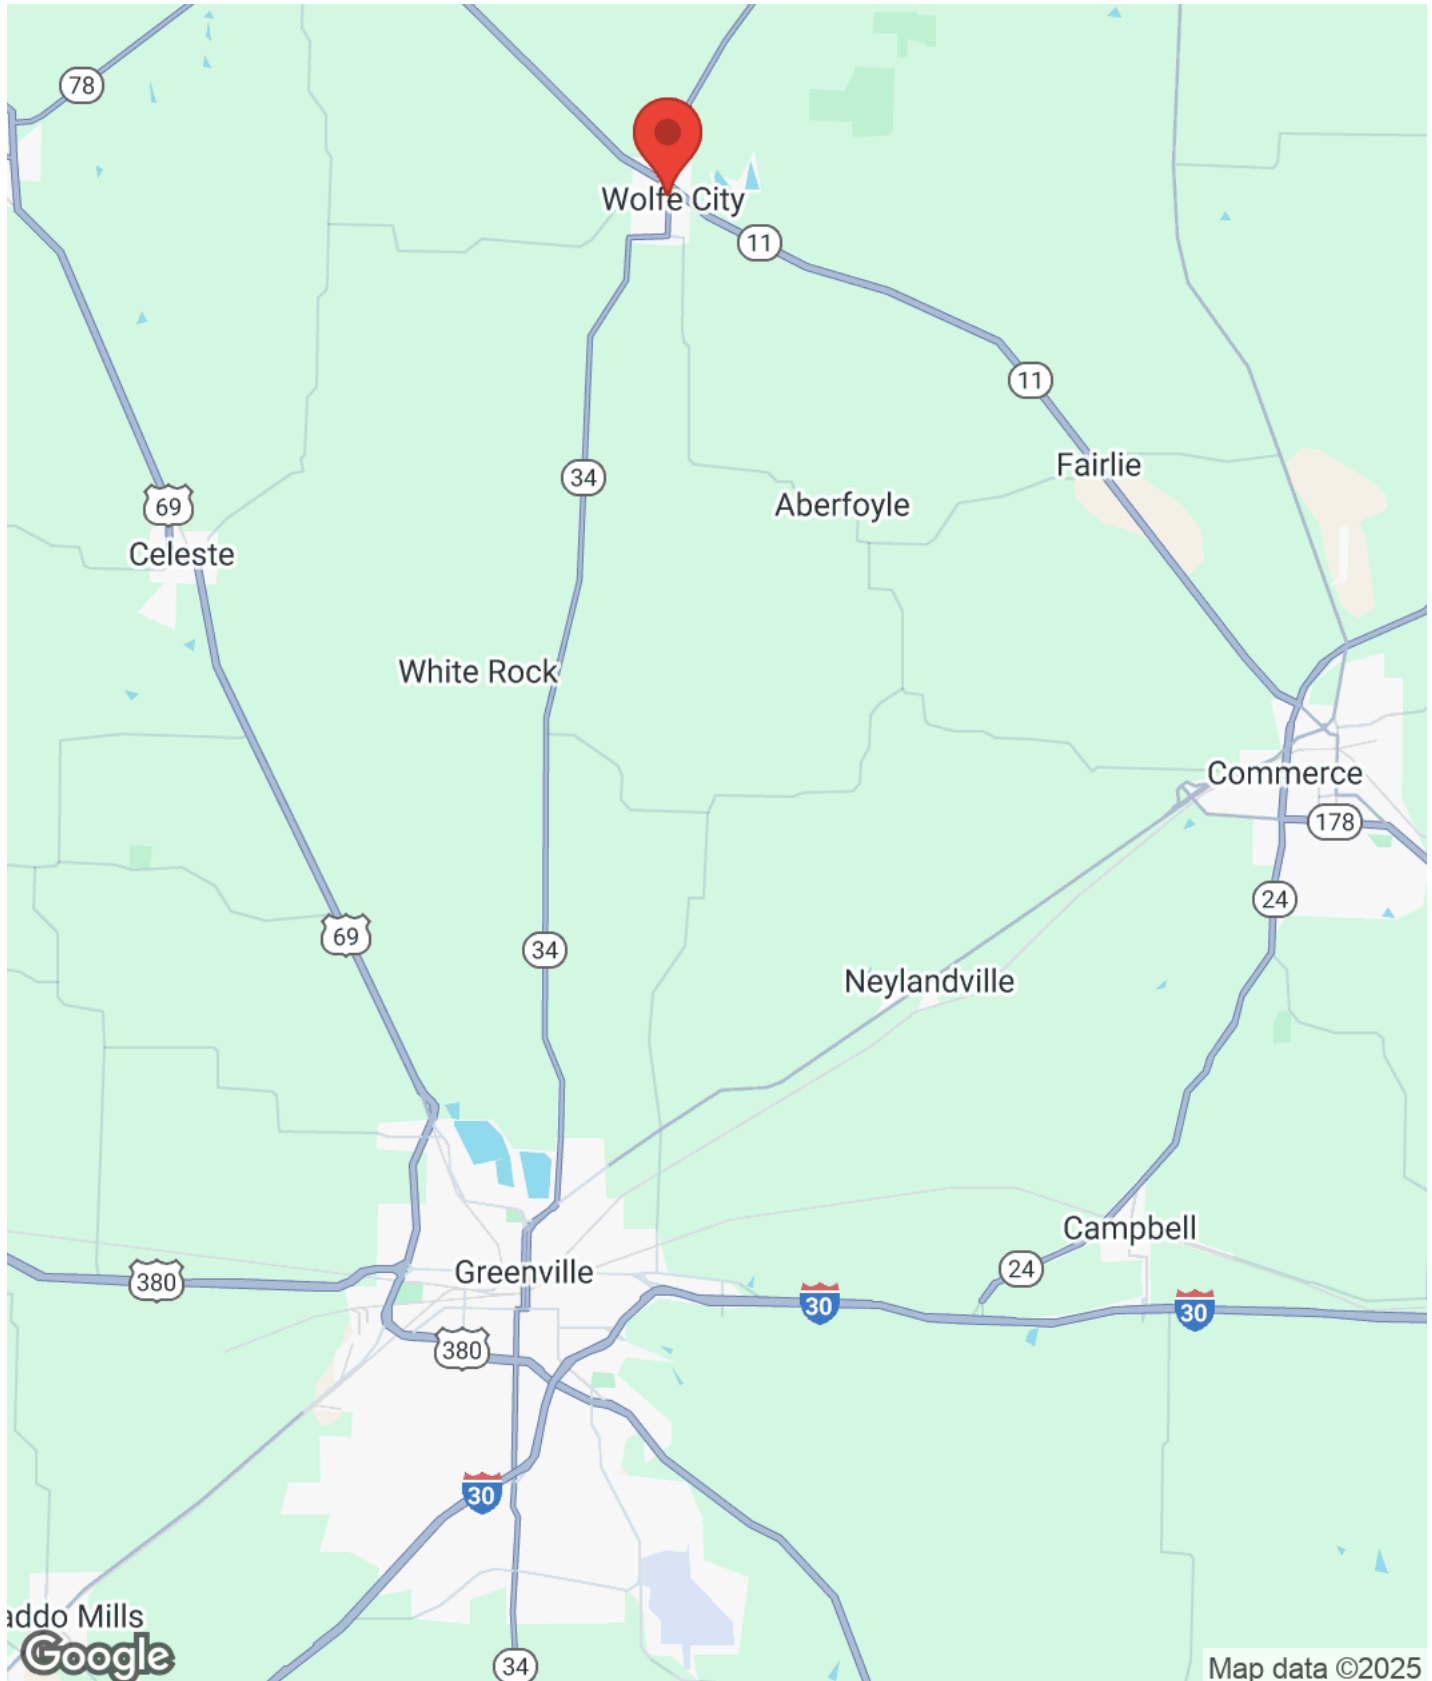 78
Wolfe City
11
11
Fairlie
34
Aberfoyle
69
Celeste
White Rock
Commerce
178
24
69
34
Neylandville
Campbell
24
Greenville
380
30
30
380
30
addo Mills
Google
34
Map data ©2025